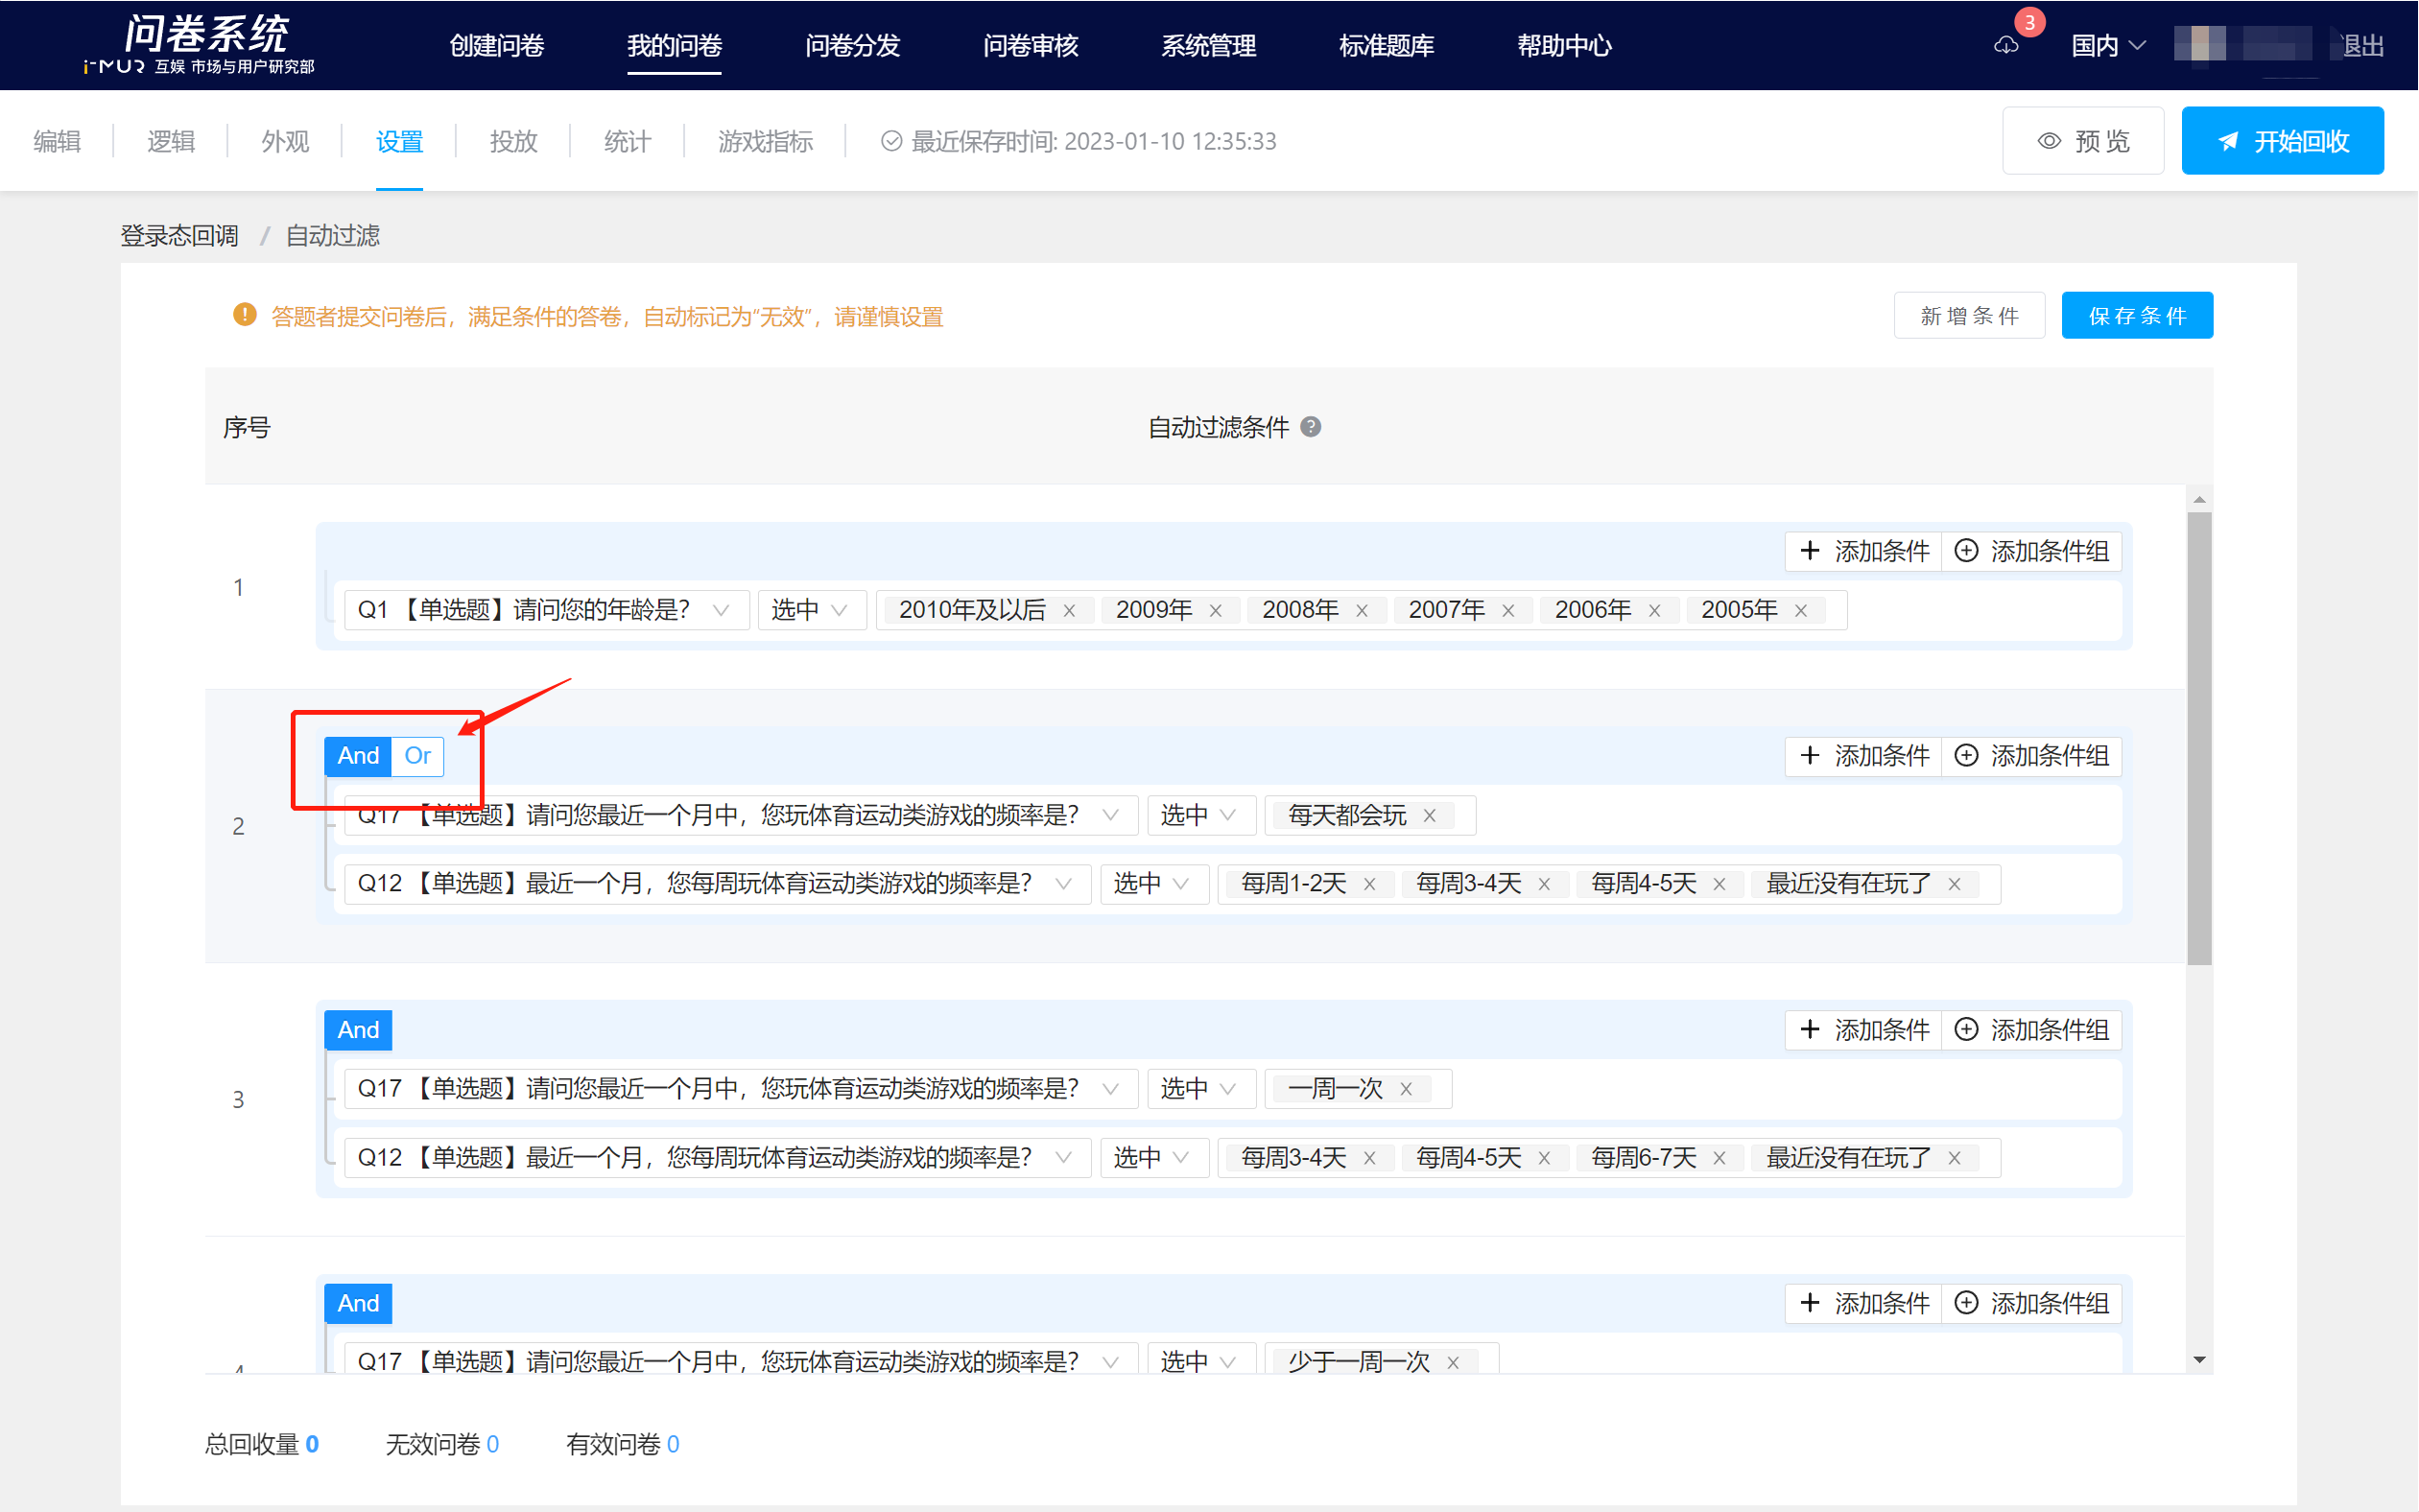 问卷系统
i-MUR 互娱 市场与用户研究部
创建问卷 我的问卷 问卷分发 问卷审核 系统管理 标准题库 帮助中心 3 国内 退出
编辑 逻辑 外观 设置 投放 统计 游戏指标 最近保存时间: 2023-01-10 12:35:33 预 览 开始回收
登录态回调 / 自动过滤
答题者提交问卷后，满足条件的答卷，自动标记为“无效”，请谨慎设置 新 增 条 件 保 存 条 件
序号 自动过滤条件
1 添加条件 添加条件组
Q1 【单选题】请问您的年龄是? 选中 2010年及以后 × 2009年 × 2008年 × 2007年 × 2006年 × 2005年 ×
And Or 添加条件 添加条件组
2
Q17 【单选题】请问您最近一个月中，您玩体育运动类游戏的频率是? 选中 每天都会玩 ×
Q12 【单选题】最近一个月，您每周玩体育运动类游戏的频率是? 选中 每周1-2天 × 每周3-4天 × 每周4-5天 × 最近没有在玩了 ×
And 添加条件 添加条件组
3
Q17 【单选题】请问您最近一个月中，您玩体育运动类游戏的频率是? 选中 一周一次 ×
Q12 【单选题】最近一个月，您每周玩体育运动类游戏的频率是? 选中 每周3-4天 × 每周4-5天 × 每周6-7天 × 最近没有在玩了 ×
And 添加条件 添加条件组
4
Q17 【单选题】请问您最近一个月中，您玩体育运动类游戏的频率是? 选中 少于一周一次 ×
总回收量 0 无效问卷 0 有效问卷 0